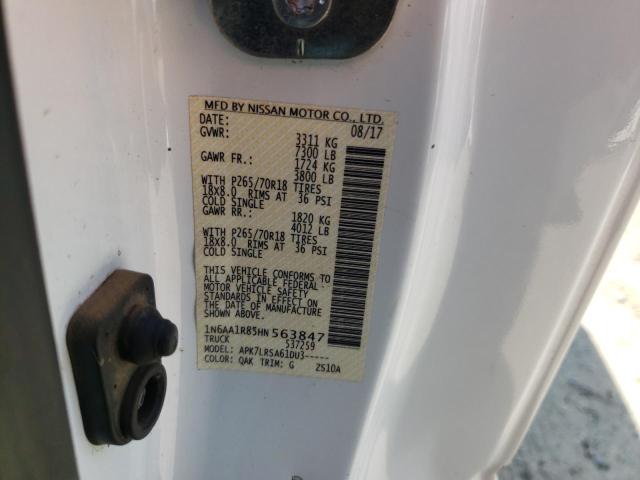 MFD BY NISSAN MOTOR CO., LTD.
DATE: 08/17
GVWR: 3311 KG
7300 LB
GAWR FR.: 1724 KG
3800 LB
WITH P265/70R18 TIRES
18X8.0 RIMS AT 36 PSI
COLD SINGLE
GAWR RR.: 1820 KG
4012 LB
WITH P265/70R18 TIRES
18X8.0 RIMS AT 36 PSI
COLD SINGLE
THIS VEHICLE CONFORMS TO
ALL APPLICABLE FEDERAL
MOTOR VEHICLE SAFETY
STANDARDS IN EFFECT ON
THE DATE OF MANUFACTURE
SHOWN ABOVE.
1N6AA1R85HN563847
TRUCK 537259
MODEL: APK7LRSA61DU3-----
COLOR: QAK TRIM: G 2S10A